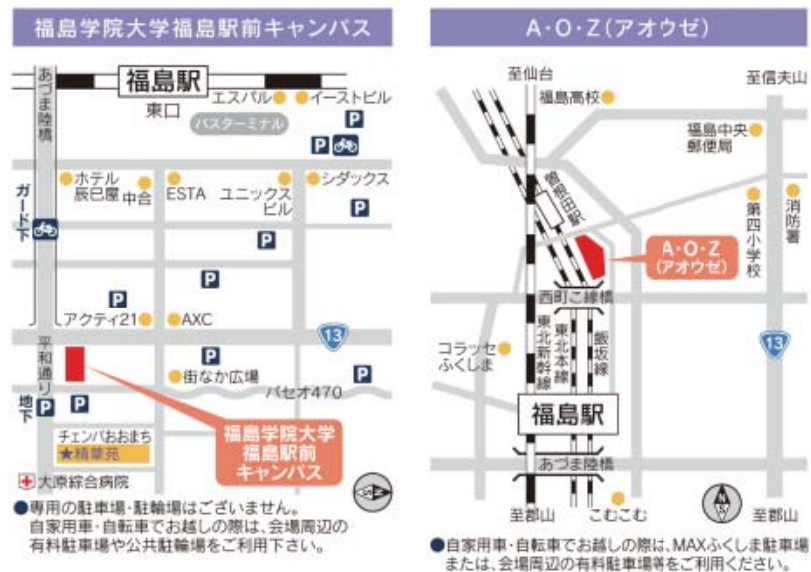 福島学院大学福島駅前キャンパス
あづま陸橋
福島駅
東口
エスパル
イーストビル
バスターミナル
P
P
ガード下
ホテル
辰巳屋
中合
ESTA
ユニックス
ビル
シダックス
P
P
P
P
アクティ21
AXC
13
平和通り
P
街なか広場
P
パセオ470
地下
P
P
チェンバおおまち
★精華苑
福島学院大学
福島駅前
キャンパス
大原綜合病院
●専用の駐車場・駐輪場はございません。
自家用車・自転車でお越しの際は、会場周辺の
有料駐車場や公共駐輪場をご利用下さい。
A・O・Z(アオウゼ)
至仙台
至信夫山
福島高校
福島中央
郵便局
曽根田駅
第四小学校
消防署
A・O・Z
(アオウゼ)
西町こ線橋
コラッセ
ふくしま
東北新幹線
東北本線
飯坂線
13
福島駅
あづま陸橋
至郡山
こむこむ
N
S
至郡山
●自家用車・自転車でお越しの際は、MAXふくしま駐車場
または、会場周辺の有料駐車場等をご利用ください。